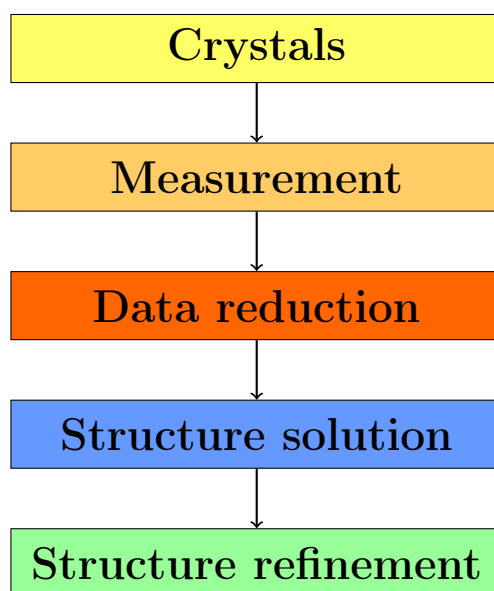 Crystals
Measurement
Data reduction
Structure solution
Structure refinement